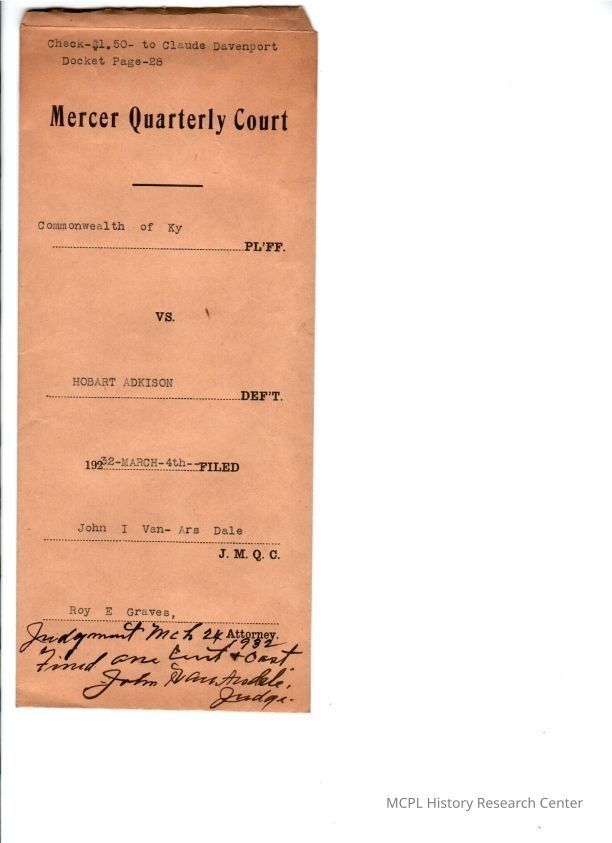 Check-$1.50- to Claude Davenport
Docket Page-28
Mercer Quarterly Court
Commonwealth of Ky
PL'FF.
VS.
HOBART ADKISON
DEF'T.
19232-MARCH-4th--FILED
John I Van- Ars Dale
J. M. Q. C.
Roy E Graves,
Attorney.
Judgment Mch 24 1932
Fined one Cent & Cost
John I Van Arsdale,
Judge.
MCPL History Research Center